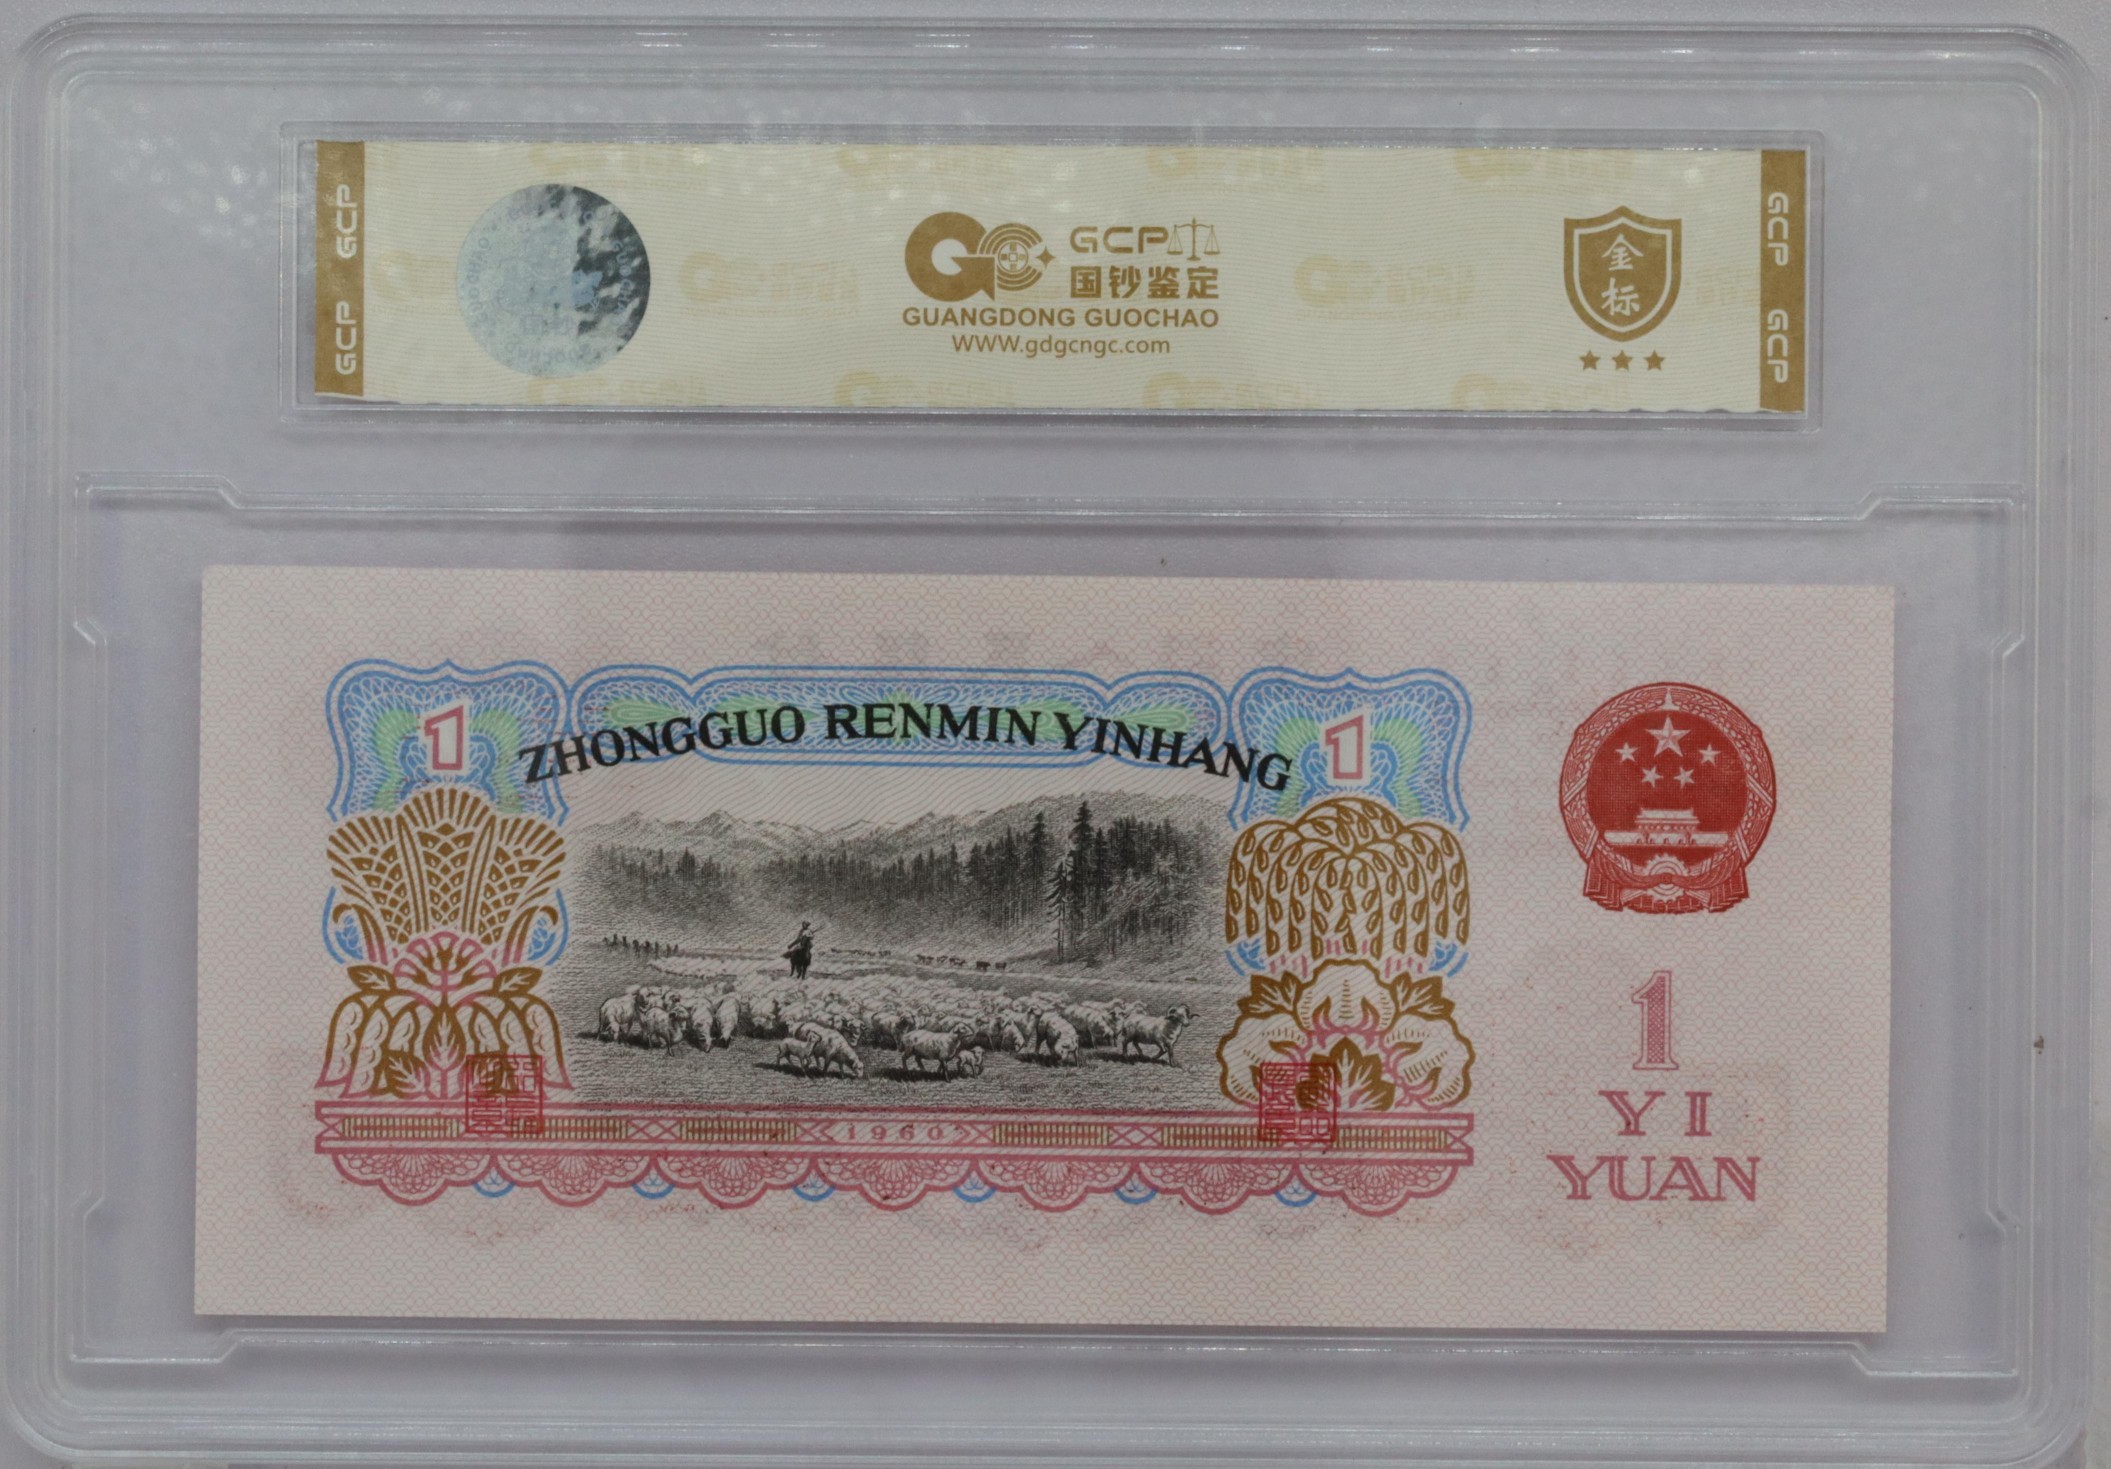 GCP GCP
GCP
国钞鉴定
GUANGDONG GUOCHAO
WWW.gdgcngc.com
金标
GCP GCP
1
ZHONGGUO RENMIN YINHANG
1
1960
1
YI
YUAN